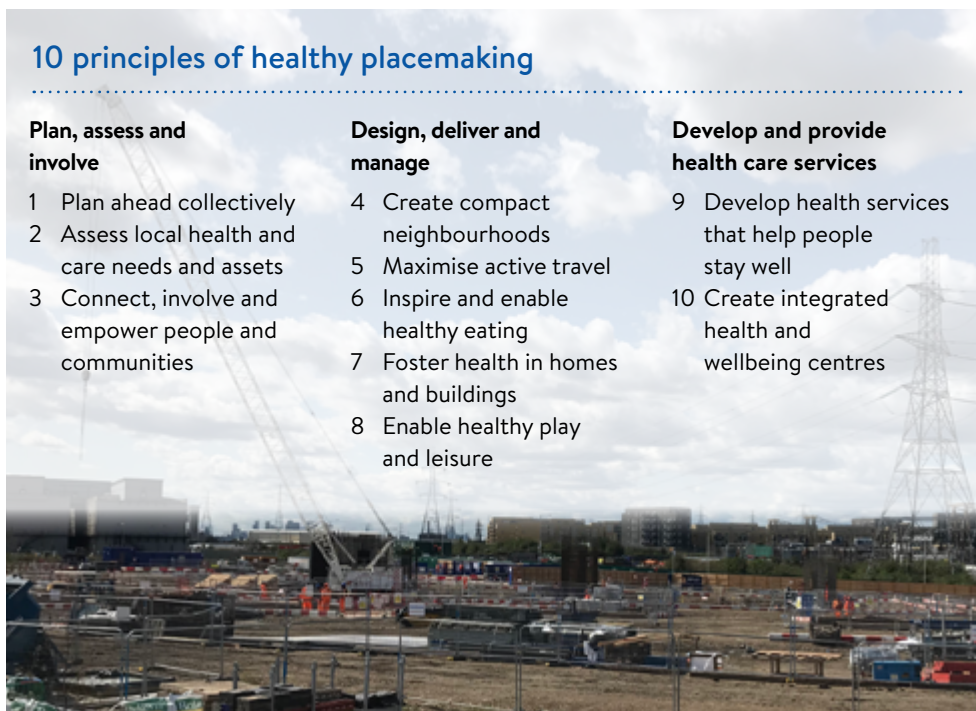 10 principles of healthy placemaking
Plan, assess and
involve
1 Plan ahead collectively
2 Assess local health and
care needs and assets
3 Connect, involve and
empower people and
communities
Design, deliver and
manage
4 Create compact
neighbourhoods
5 Maximise active travel
6 Inspire and enable
healthy eating
7 Foster health in homes
and buildings
8 Enable healthy play
and leisure
Develop and provide
health care services
9 Develop health services
that help people
stay well
10 Create integrated
health and
wellbeing centres